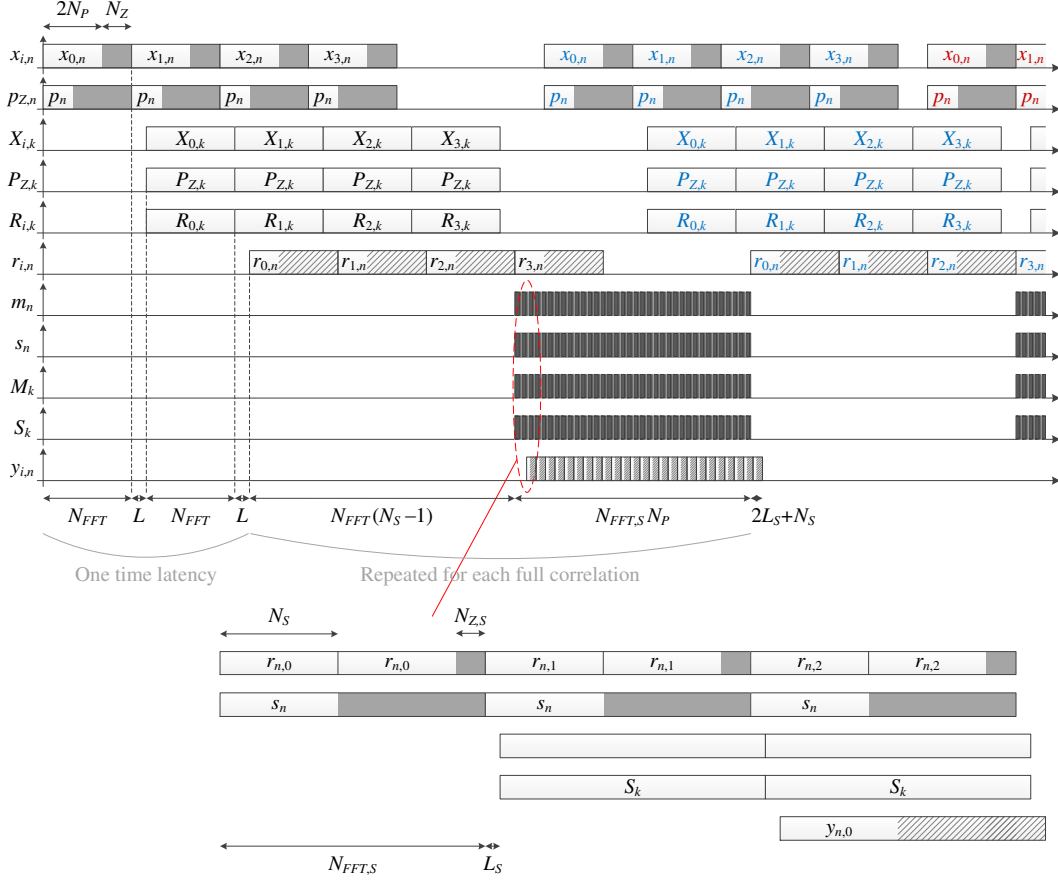 2N_P N_Z
x_{i,n} x_{0,n} x_{1,n} x_{2,n} x_{3,n} x_{0,n} x_{1,n} x_{2,n} x_{3,n} x_{0,n} x_{1,n}
p_{Z,n} p_n p_n p_n p_n p_n p_n p_n p_n p_n p_n
X_{i,k} X_{0,k} X_{1,k} X_{2,k} X_{3,k} X_{0,k} X_{1,k} X_{2,k} X_{3,k}
P_{Z,k} P_{Z,k} P_{Z,k} P_{Z,k} P_{Z,k} P_{Z,k} P_{Z,k} P_{Z,k} P_{Z,k}
R_{i,k} R_{0,k} R_{1,k} R_{2,k} R_{3,k} R_{0,k} R_{1,k} R_{2,k} R_{3,k}
r_{i,n} r_{0,n} r_{1,n} r_{2,n} r_{3,n} r_{0,n} r_{1,n} r_{2,n} r_{3,n}
m_n
s_n
M_k
S_k
y_{i,n}
N_{FFT} L N_{FFT} L N_{FFT}(N_S−1) N_{FFT,S}N_P 2L_S+N_S
One time latency Repeated for each full correlation
N_S N_{Z,S}
r_{n,0} r_{n,0} r_{n,1} r_{n,1} r_{n,2} r_{n,2}
s_n s_n s_n
S_k S_k
y_{n,0}
N_{FFT,S} L_S